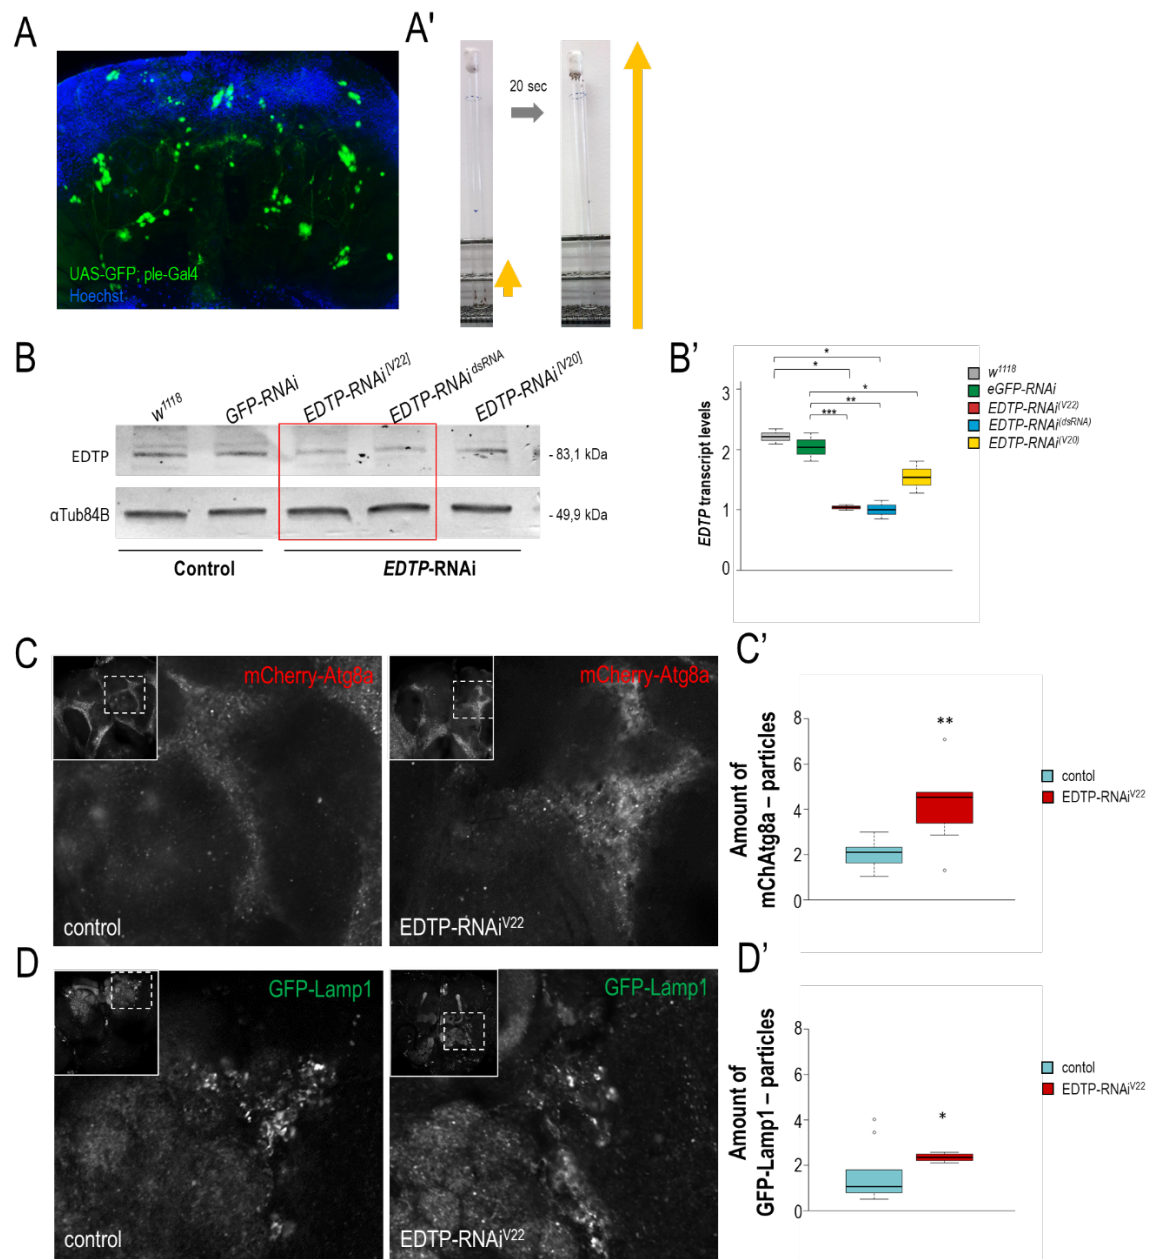 A
A'
UAS-GFP; ple-Gal4
Hoechst
20 sec
B
w1118
GFP-RNAi
EDTP-RNAi[V22]
EDTP-RNAidsRNA
EDTP-RNAi[V20]
EDTP
- 83,1 kDa
αTub84B
- 49,9 kDa
Control
EDTP-RNAi
B'
EDTP transcript levels
3
2
1
0
*
*
*
**
***
w1118
eGFP-RNAi
EDTP-RNAi(V22)
EDTP-RNAi(dsRNA)
EDTP-RNAi(V20)
C
mCherry-Atg8a
control
mCherry-Atg8a
EDTP-RNAiV22
C'
Amount of
mChAtg8a – particles
8
6
4
2
0
**
contol
EDTP-RNAiV22
D
GFP-Lamp1
control
GFP-Lamp1
EDTP-RNAiV22
D'
Amount of
GFP-Lamp1 – particles
8
6
4
2
0
*
contol
EDTP-RNAiV22